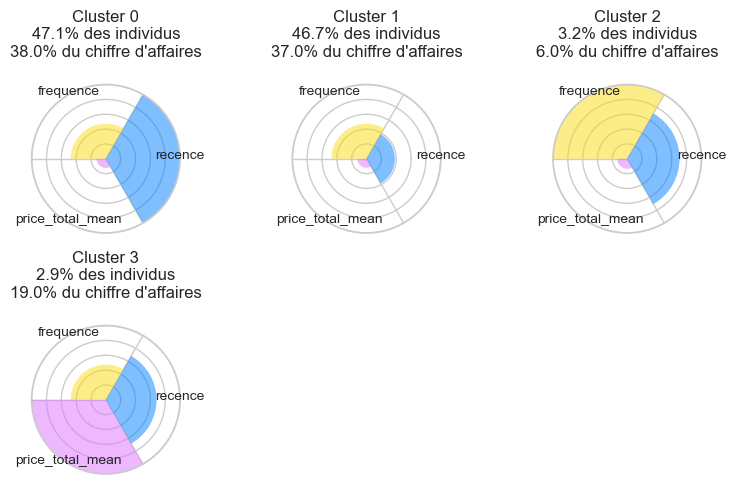 Cluster 0
47.1% des individus
38.0% du chiffre d'affaires
frequence
recence
price_total_mean
Cluster 1
46.7% des individus
37.0% du chiffre d'affaires
recence
price_total_mean
Cluster 2
3.2% des individus
6.0% du chiffre d'affaires
frequence
recence
price_total_mean
Cluster 3
2.9% des individus
19.0% du chiffre d'affaires
frequence
recence
price_total_mean